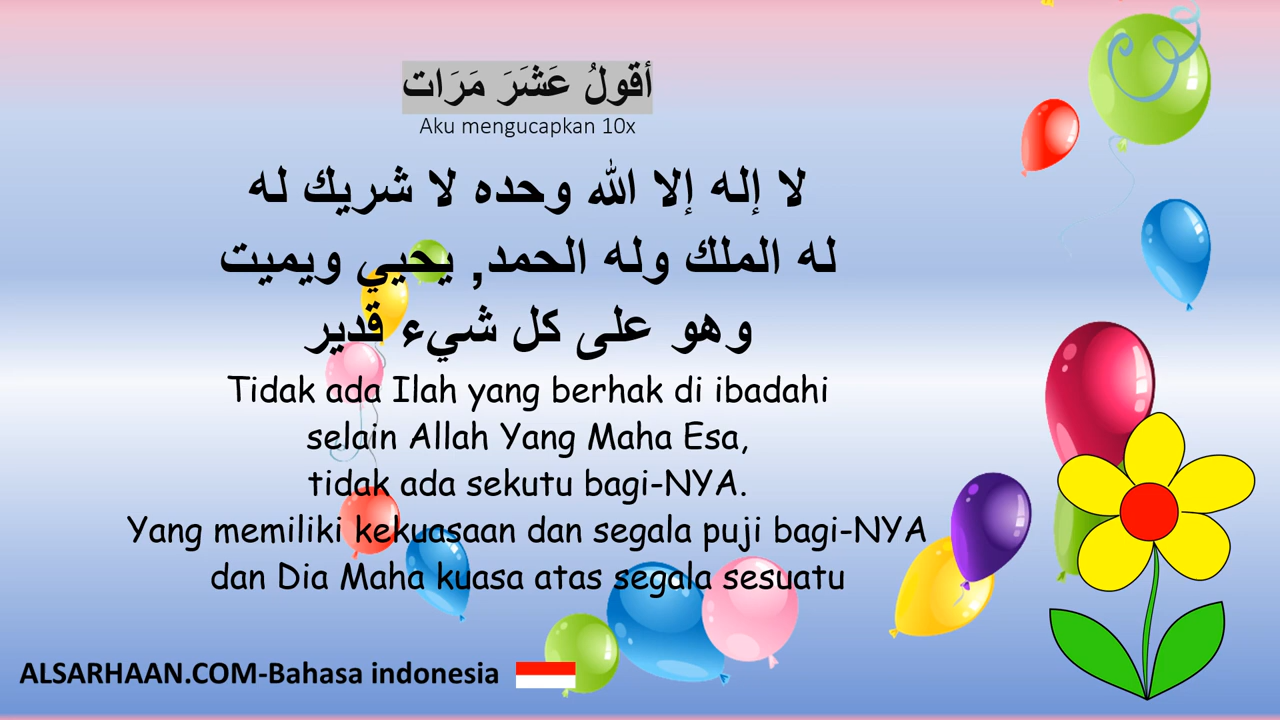 أقولُ عَشَرَ مَرَات
Aku mengucapkan 10x
لا إله إلا الله وحده لا شريك له
له الملك وله الحمد, يحيي ويميت
وهو على كل شيء قدير
Tidak ada Ilah yang berhak di ibadahi
selain Allah Yang Maha Esa,
tidak ada sekutu bagi-NYA.
Yang memiliki kekuasaan dan segala puji bagi-NYA
dan Dia Maha kuasa atas segala sesuatu
ALSARHAAN.COM-Bahasa indonesia